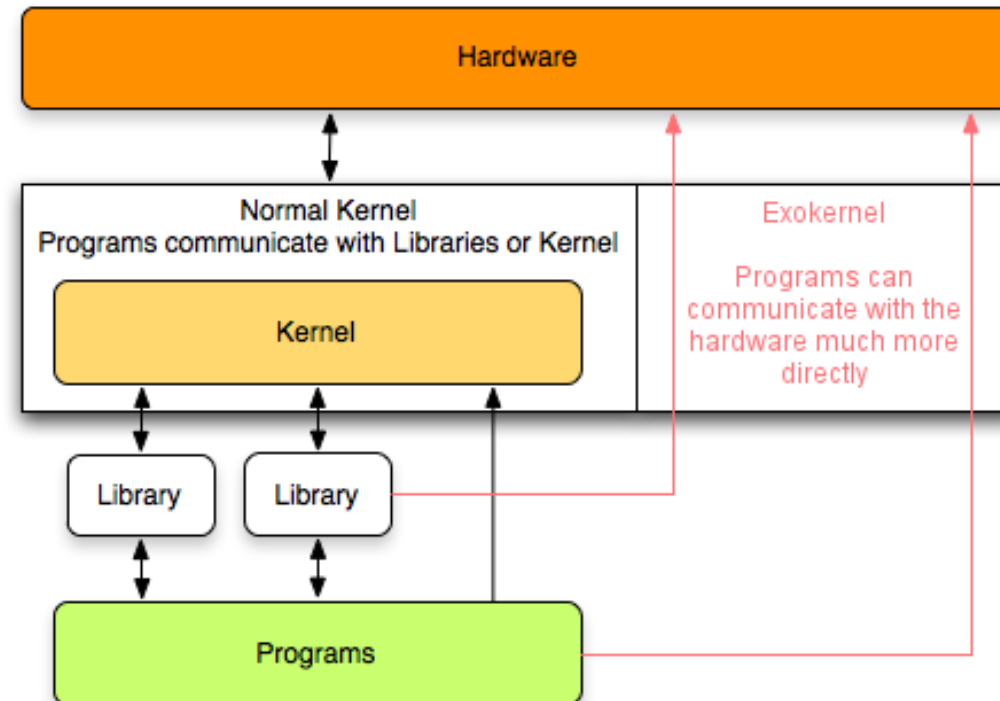 Hardware
Normal Kernel
Programs communicate with Libraries or Kernel
Kernel
Exokernel
Programs can
communicate with the
hardware much more
directly
Library
Library
Programs